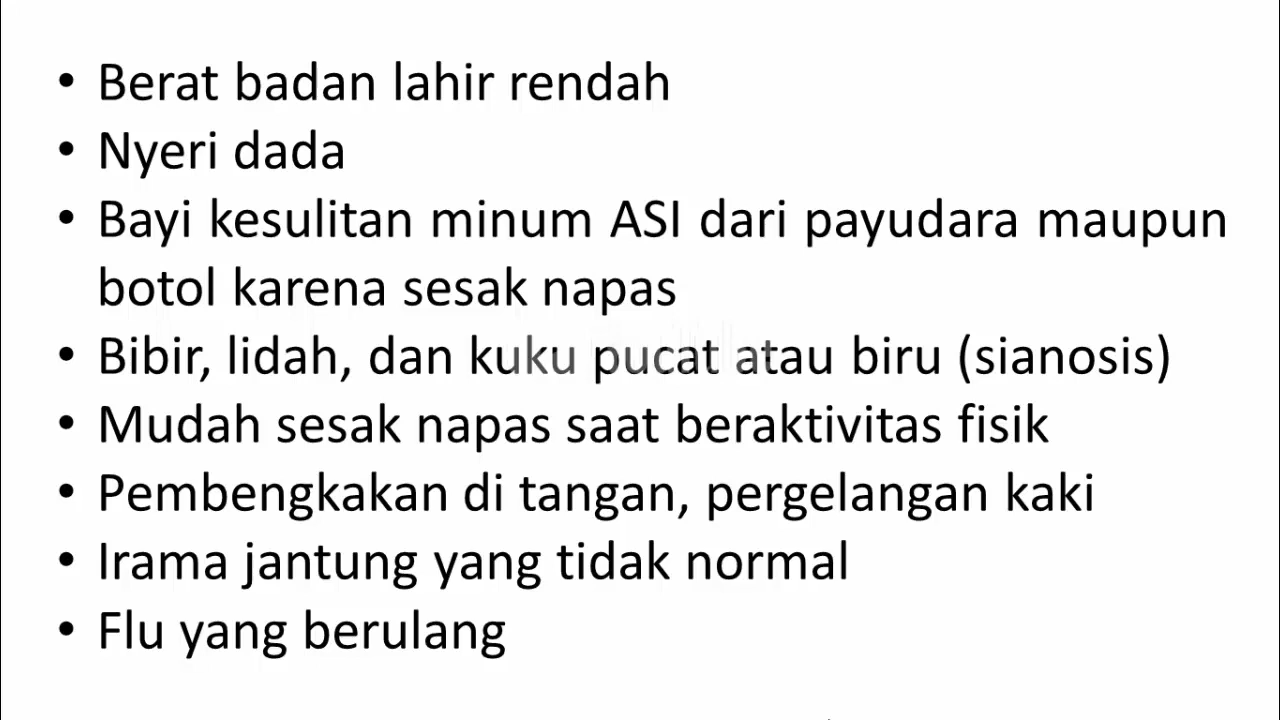 • Berat badan lahir rendah
• Nyeri dada
• Bayi kesulitan minum ASI dari payudara maupun
botol karena sesak napas
• Bibir, lidah, dan kuku pucat atau biru (sianosis)
• Mudah sesak napas saat beraktivitas fisik
• Pembengkakan di tangan, pergelangan kaki
• Irama jantung yang tidak normal
• Flu yang berulang